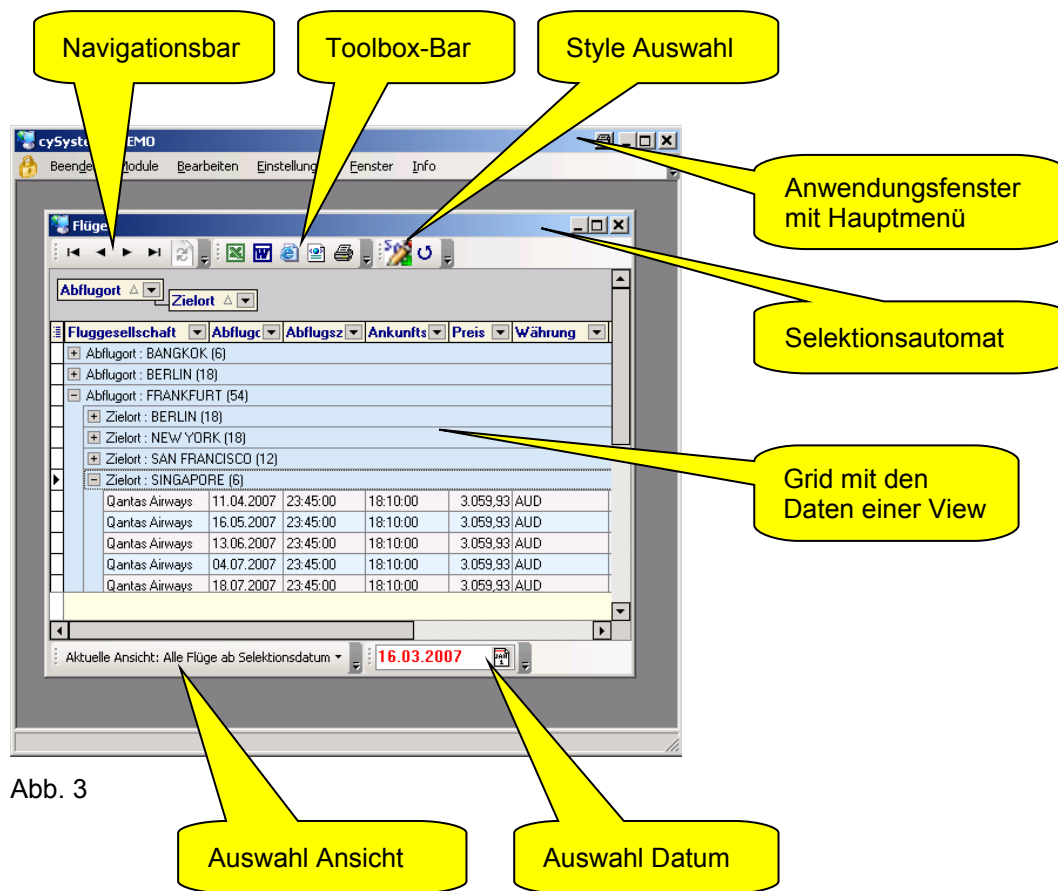 Navigationsbar
Toolbox-Bar
Style Auswahl
EMO
Bearbeiten
Fenster
Info
Anwendungsfenster
mit Hauptmenü
Selektionsautomat
Abflugort
Zielort
Fluggesellschaft Abflugc Abflugsz Ankunfts Preis Währung
Abflugort : BANGKOK (6)
Abflugort : BERLIN (18)
Abflugort : FRANKFURT (54)
Zielort : BERLIN (18)
Zielort : NEW YORK (18)
Zielort : SAN FRANCISCO (12)
Zielort : SINGAPORE (6)
Qantas Airways 11.04.2007 23:45:00 18:10:00 3.059,93 AUD
Qantas Airways 16.05.2007 23:45:00 18:10:00 3.059,93 AUD
Qantas Airways 13.06.2007 23:45:00 18:10:00 3.059,93 AUD
Qantas Airways 04.07.2007 23:45:00 18:10:00 3.059,93 AUD
Qantas Airways 18.07.2007 23:45:00 18:10:00 3.059,93 AUD
Grid mit den
Daten einer View
Aktuelle Ansicht: Alle Flüge ab Selektionsdatum
16.03.2007
Abb. 3
Auswahl Ansicht
Auswahl Datum